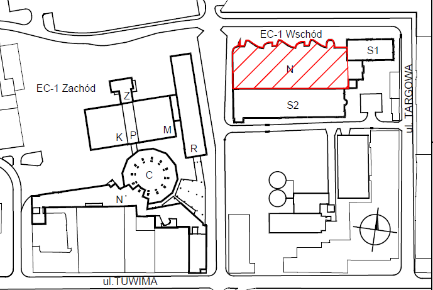 EC-1 Wschód
S1
N
EC-1 Zachód
Z
S2
ul. TARGOWA
K
P
M
R
C
N'
ul.TUWIMA